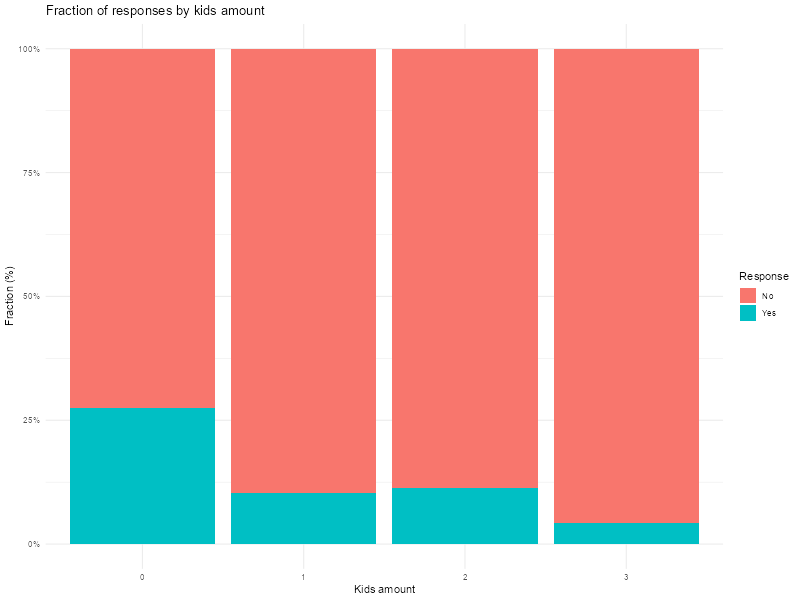 Fraction of responses by kids amount
100%
75%
50%
25%
0%
Fraction (%)
0
1
2
3
Kids amount
Response
No
Yes